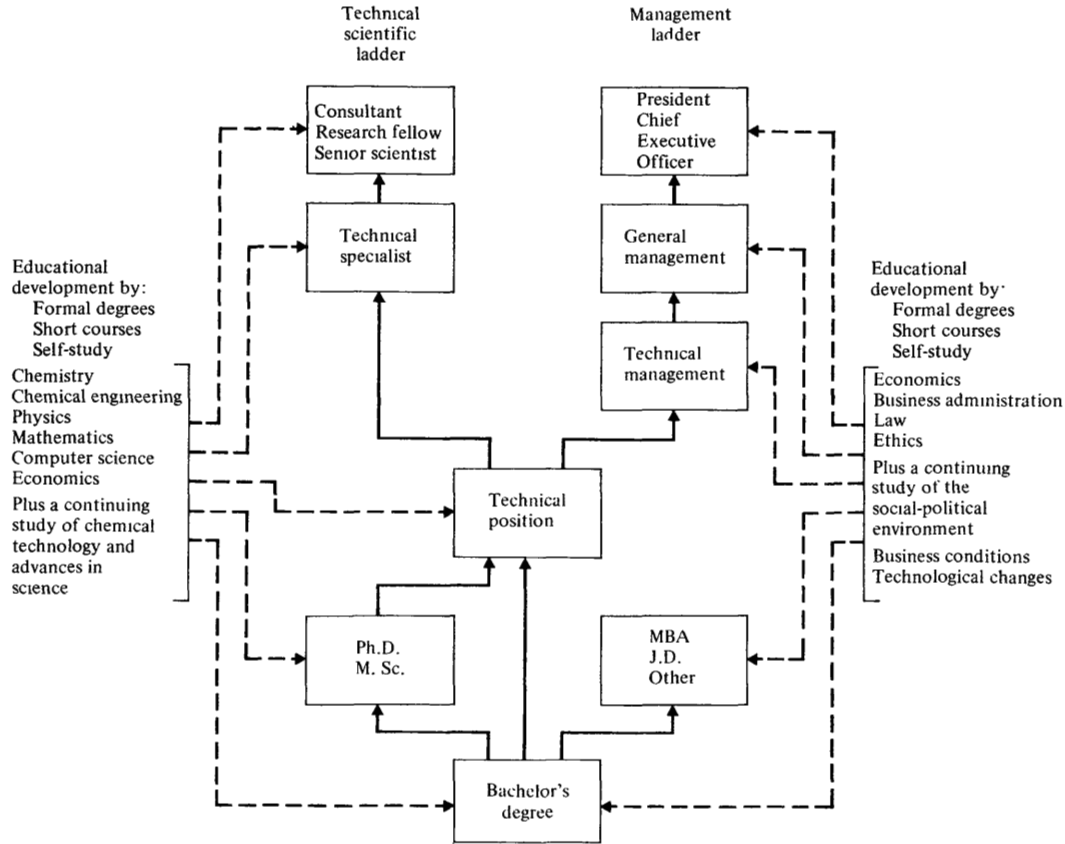 Technical
scientific
ladder
Management
ladder
Consultant
Research fellow
Senior scientist
President
Chief
Executive
Officer
Technical
specialist
General
management
Educational
development by:
Formal degrees
Short courses
Self-study
Chemistry
Chemical engineering
Physics
Mathematics
Computer science
Economics
Plus a continuing
study of chemical
technology and
advances in
science
Technical
management
Educational
development by:
Formal degrees
Short courses
Self-study
Economics
Business administration
Law
Ethics
Plus a continuing
study of the
social-political
environment
Business conditions
Technological changes
Technical
position
Ph.D.
M. Sc.
MBA
J.D.
Other
Bachelor's
degree